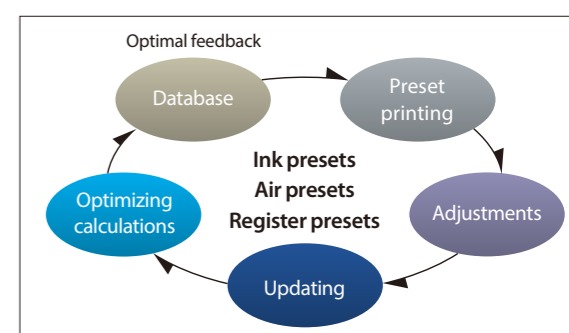 Optimal feedback
Database
Preset
printing
Ink presets
Air presets
Register presets
Optimizing
calculations
Adjustments
Updating